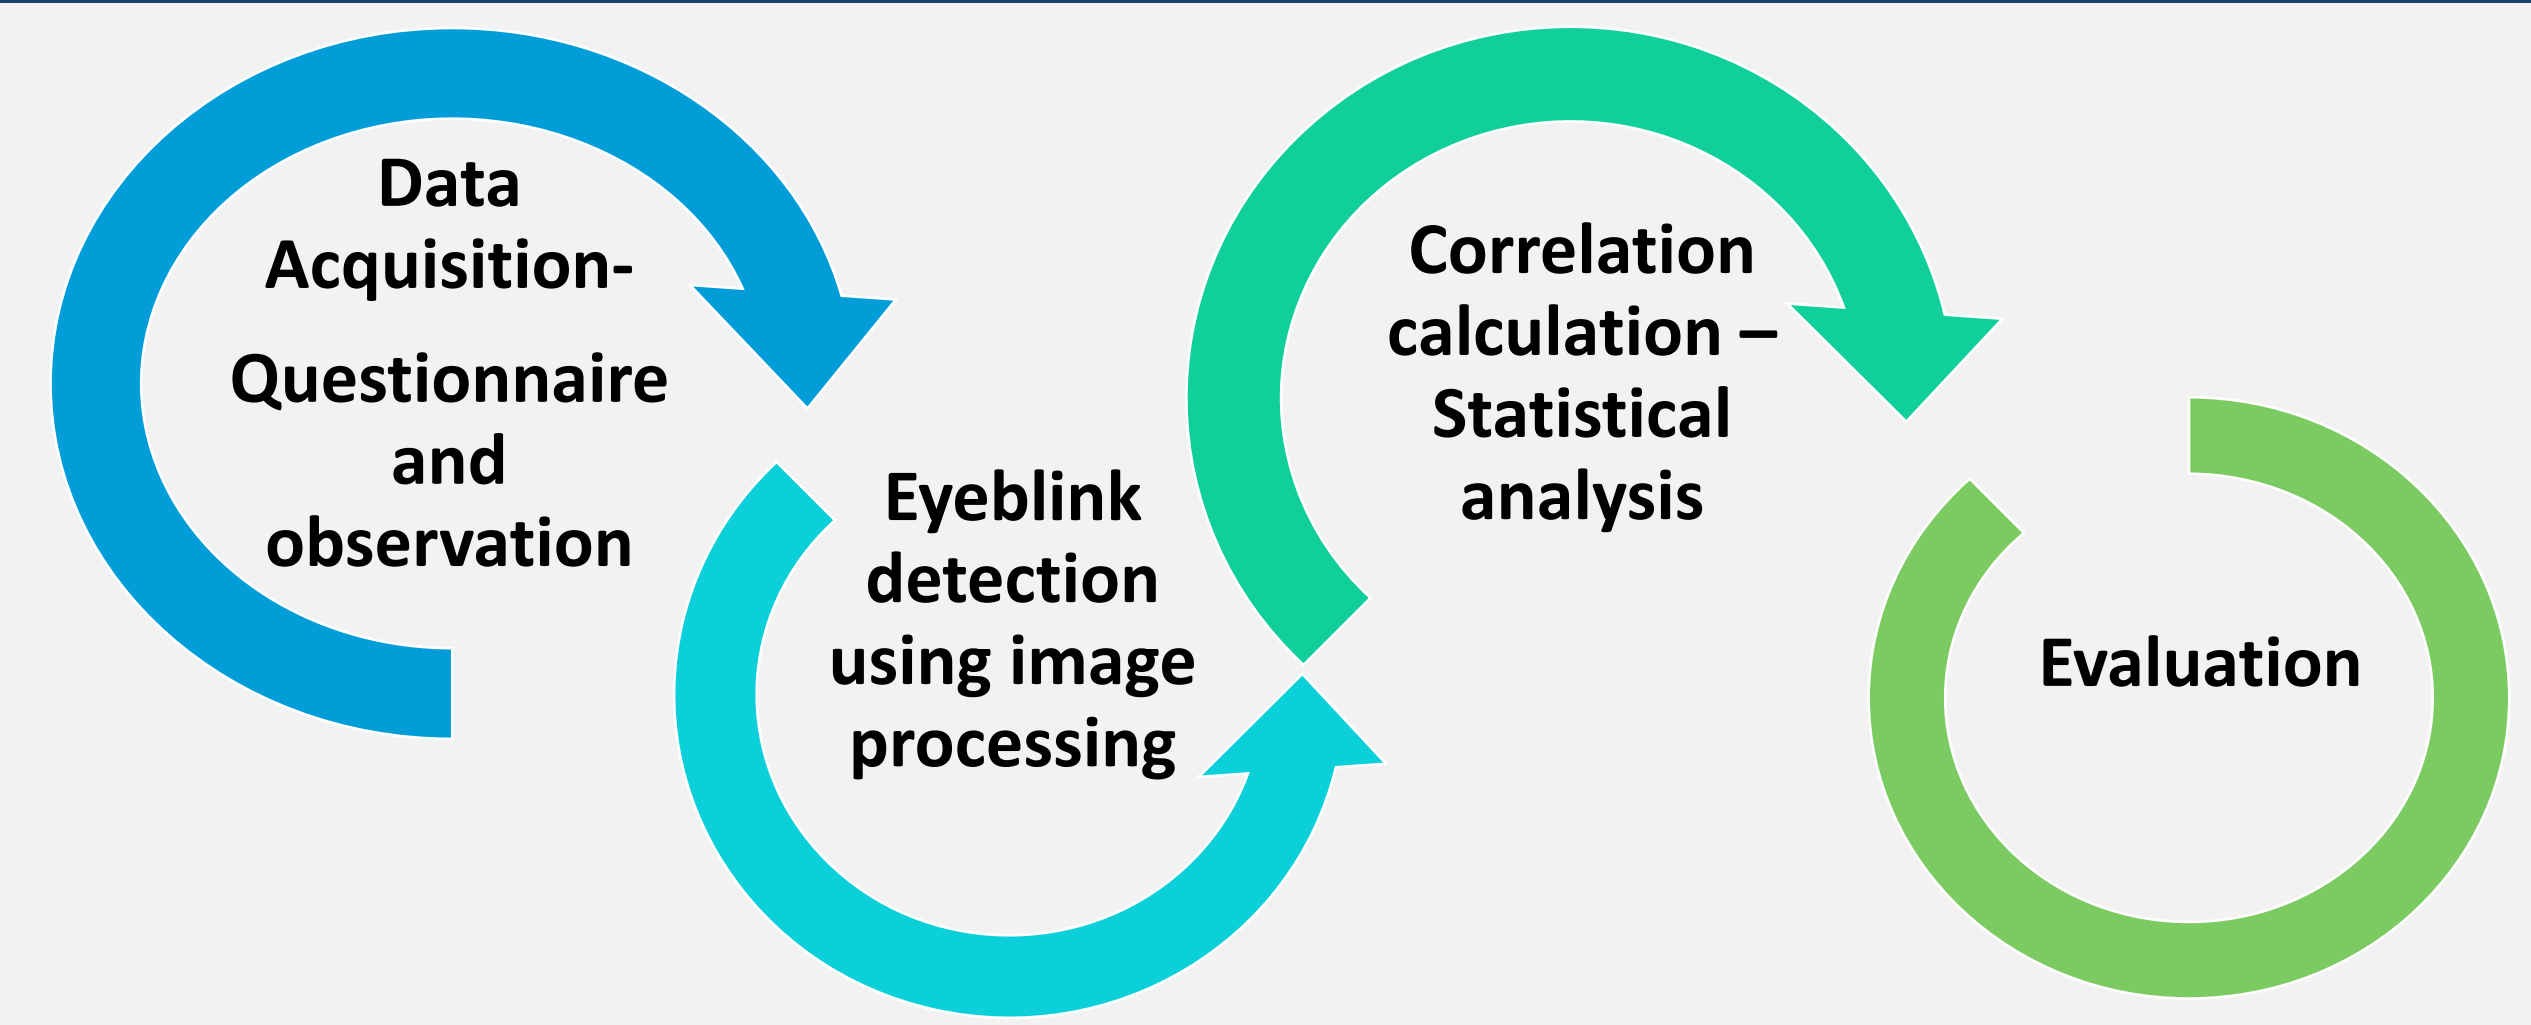 Data
Acquisition-
Questionnaire
and
observation
Eyeblink
detection
using image
processing
Correlation
calculation –
Statistical
analysis
Evaluation